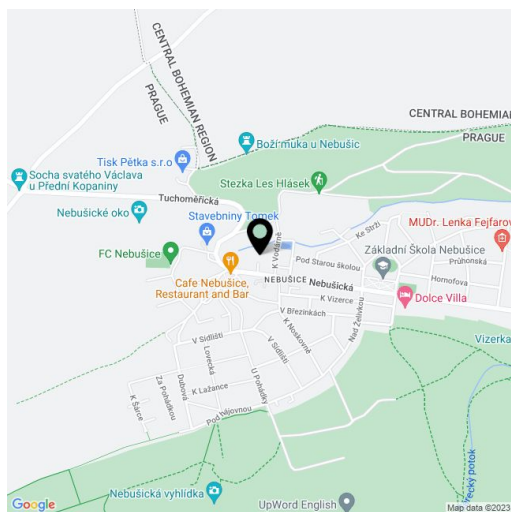 CENTRAL BOHEMIAN REGION
PRAGUE
CENTRAL BOHEMIAN
PRAGUE
Boží muka u Nebušic
Tisk Pětka s.r.o
Socha svatého Václava
u Přední Kopaniny
Stezka Les Hlásek
Tuchoměřická
Nebušické oko
Stavebniny Tomek
MUDr. Lenka Fejfarov
Ke Strži
K Vodárně
FC Nebušice
Základní Škola Nebušice
Pod Starou školou
Průhonská
Cafe Nebušice,
Restaurant and Bar
NEBUŠICE
Nebušická
Hornofova
K Vizerce
Dolce Villa
V Březinkách
Nad Želivkou
K Noskovně
Vizerka
V Sídlišti
V Sídlišti
Lovecká
U Pohádky
Dubová
Za Pohádkou
K Lažance
K Šárce
Pod Hájovnou
Nebušická vyhlídka
UpWord English
Google
Map data ©2023